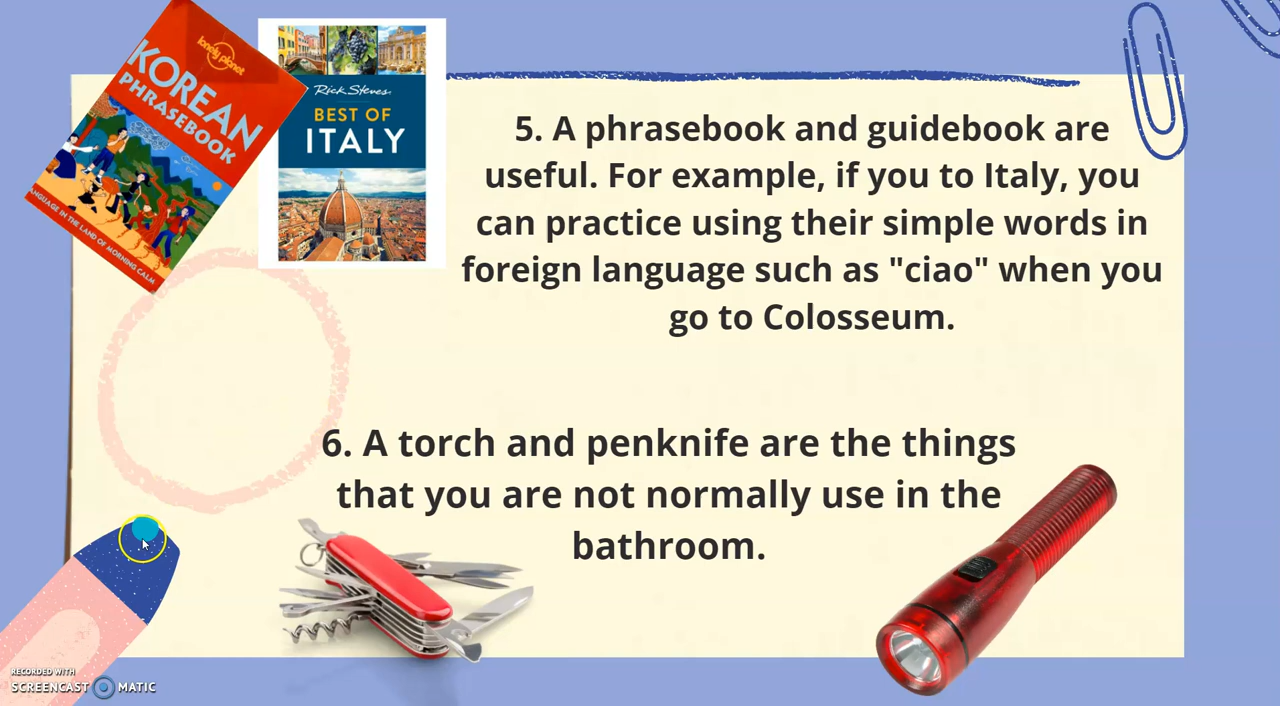 lonely planet
KOREAN
PHRASEBOOK
LANGUAGE IN THE LAND OF MORNING CALM
Rick Steves
BEST OF
ITALY
5. A phrasebook and guidebook are
useful. For example, if you to Italy, you
can practice using their simple words in
foreign language such as "ciao" when you
go to Colosseum.
6. A torch and penknife are the things
that you are not normally use in the
bathroom.
RECORDED WITH
SCREENCAST MATIC